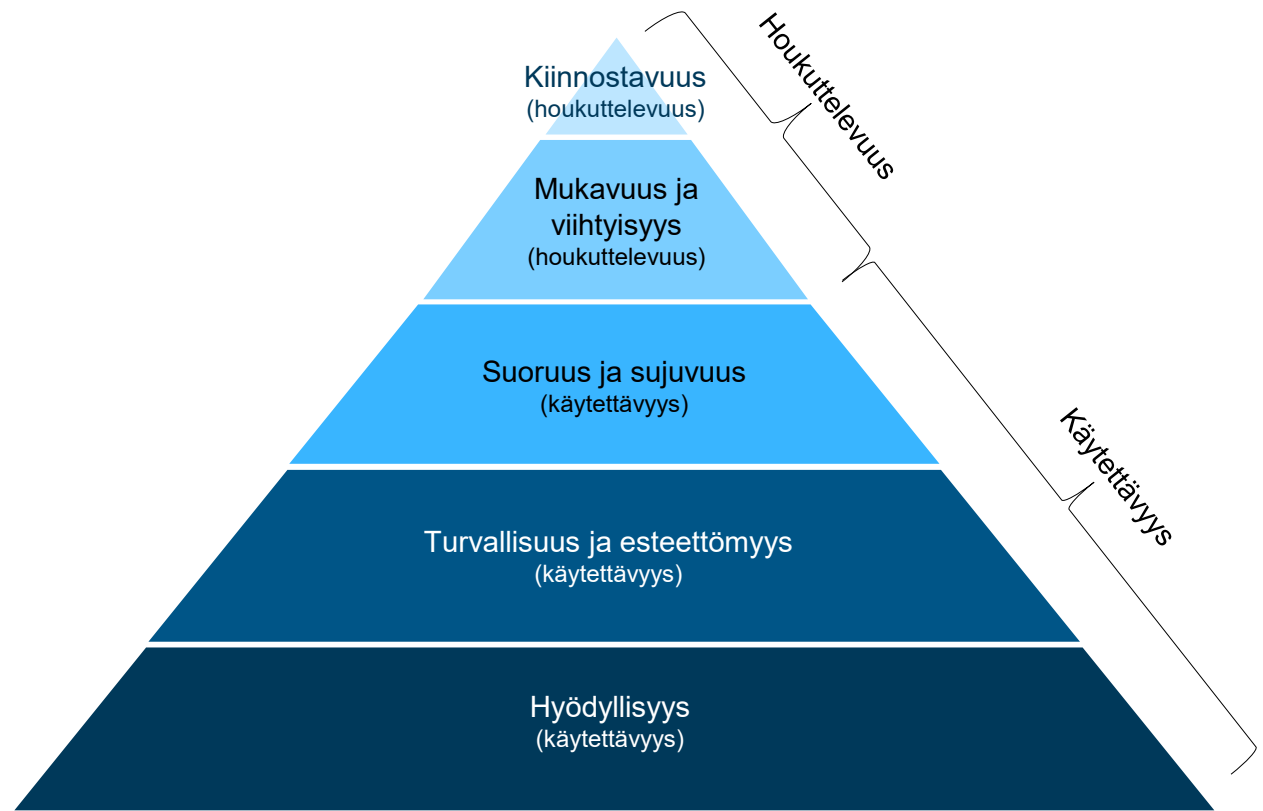 Kiinnostavuus
(houkuttelevuus)
Houkuttelevuus
Mukavuus ja
viihtyisyys
(houkuttelevuus)
Suoruus ja sujuvuus
(käytettävyys)
Käytettävyys
Turvallisuus ja esteettömyys
(käytettävyys)
Hyödyllisyys
(käytettävyys)